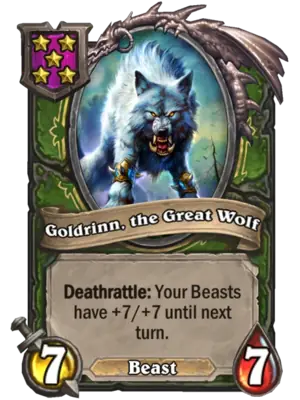 Goldrinn, the Great Wolf
Deathrattle: Your Beasts
have +7/+7 until next
turn.
7
Beast
7